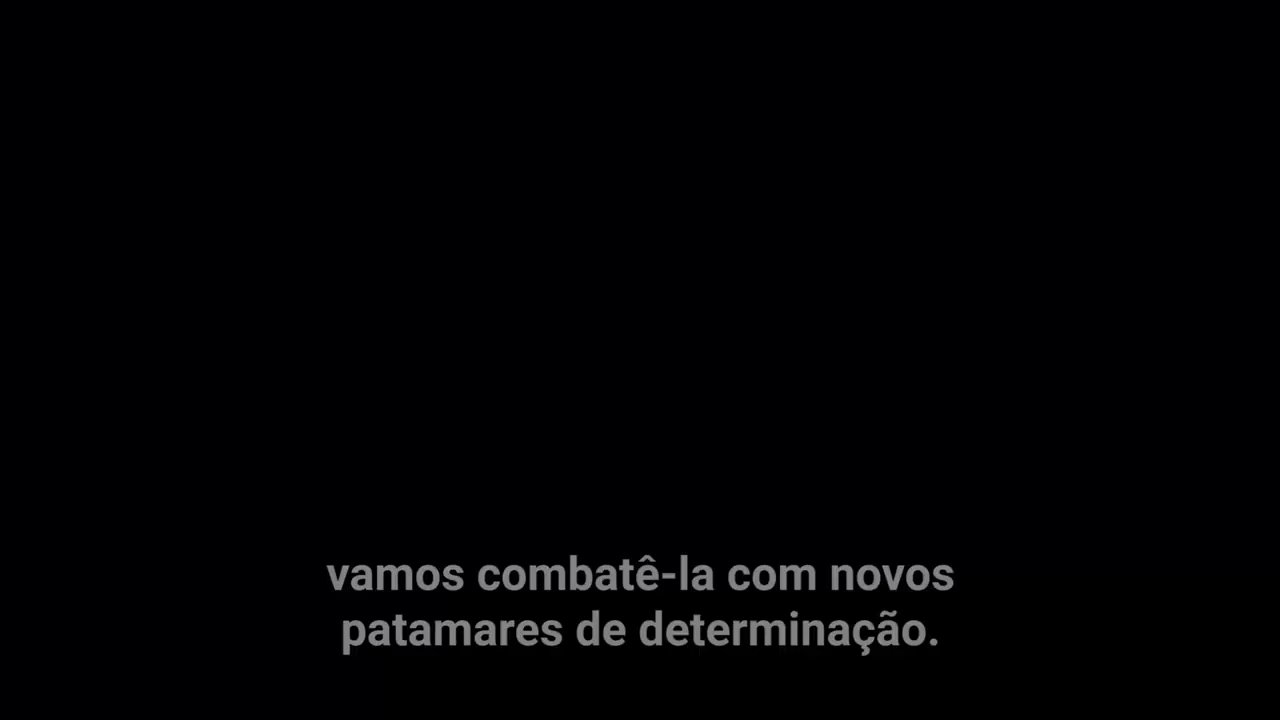 vamos combatê-la com novos
patamares de determinação.